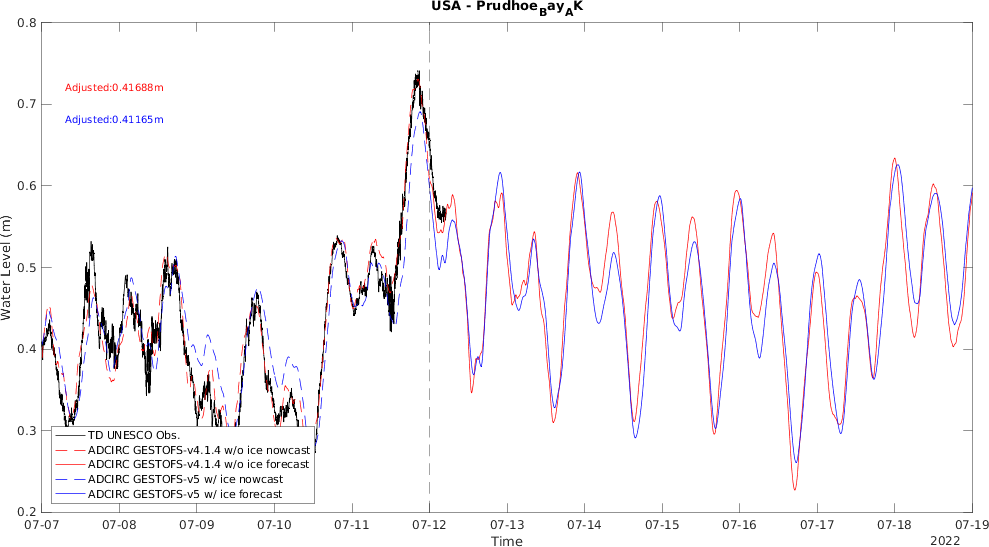 USA - PrudhoeBayAK
0.8
0.7
0.6
0.5
0.4
0.3
0.2
Water Level (m)
Adjusted:0.41688m
Adjusted:0.41165m
TD UNESCO Obs.
ADCIRC GESTOFS-v4.1.4 w/o ice nowcast
ADCIRC GESTOFS-v4.1.4 w/o ice forecast
ADCIRC GESTOFS-v5 w/ ice nowcast
ADCIRC GESTOFS-v5 w/ ice forecast
07-07 07-08 07-09 07-10 07-11 07-12 07-13 07-14 07-15 07-16 07-17 07-18 07-19
Time
2022